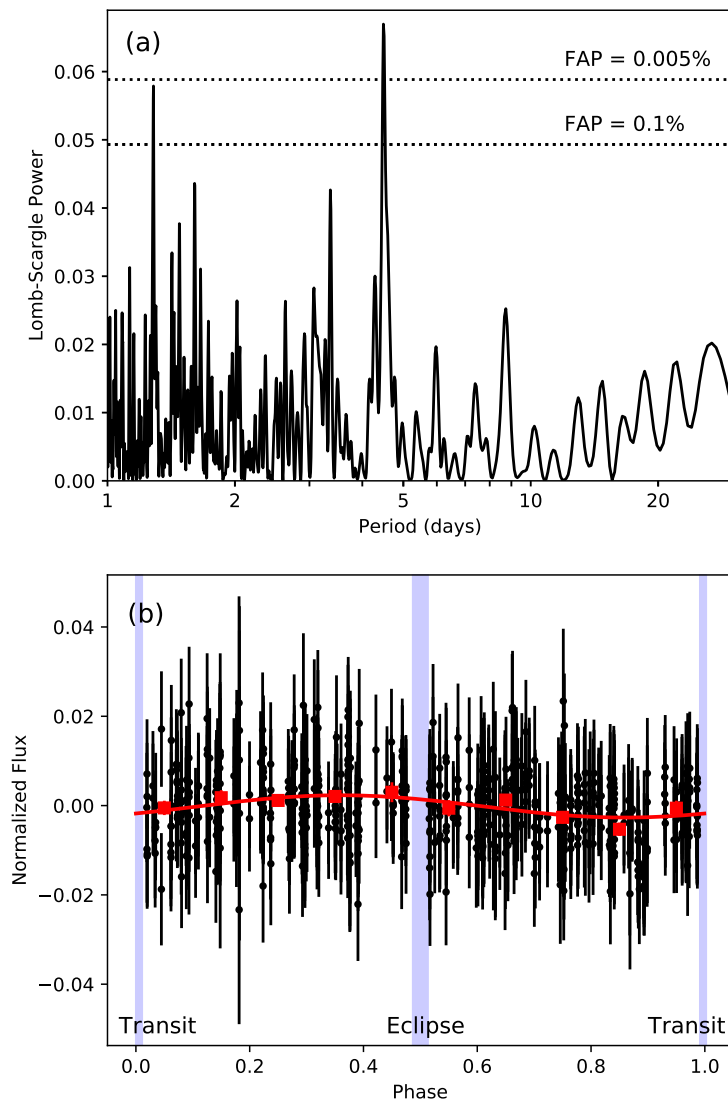 (a)
FAP = 0.005%
FAP = 0.1%
0.06
0.05
0.04
0.03
0.02
0.01
0.00
Lomb-Scargle Power
1 2 5 10 20
Period (days)
(b)
0.04
0.02
0.00
−0.02
−0.04
Normalized Flux
Transit Eclipse Transit
0.0 0.2 0.4 0.6 0.8 1.0
Phase